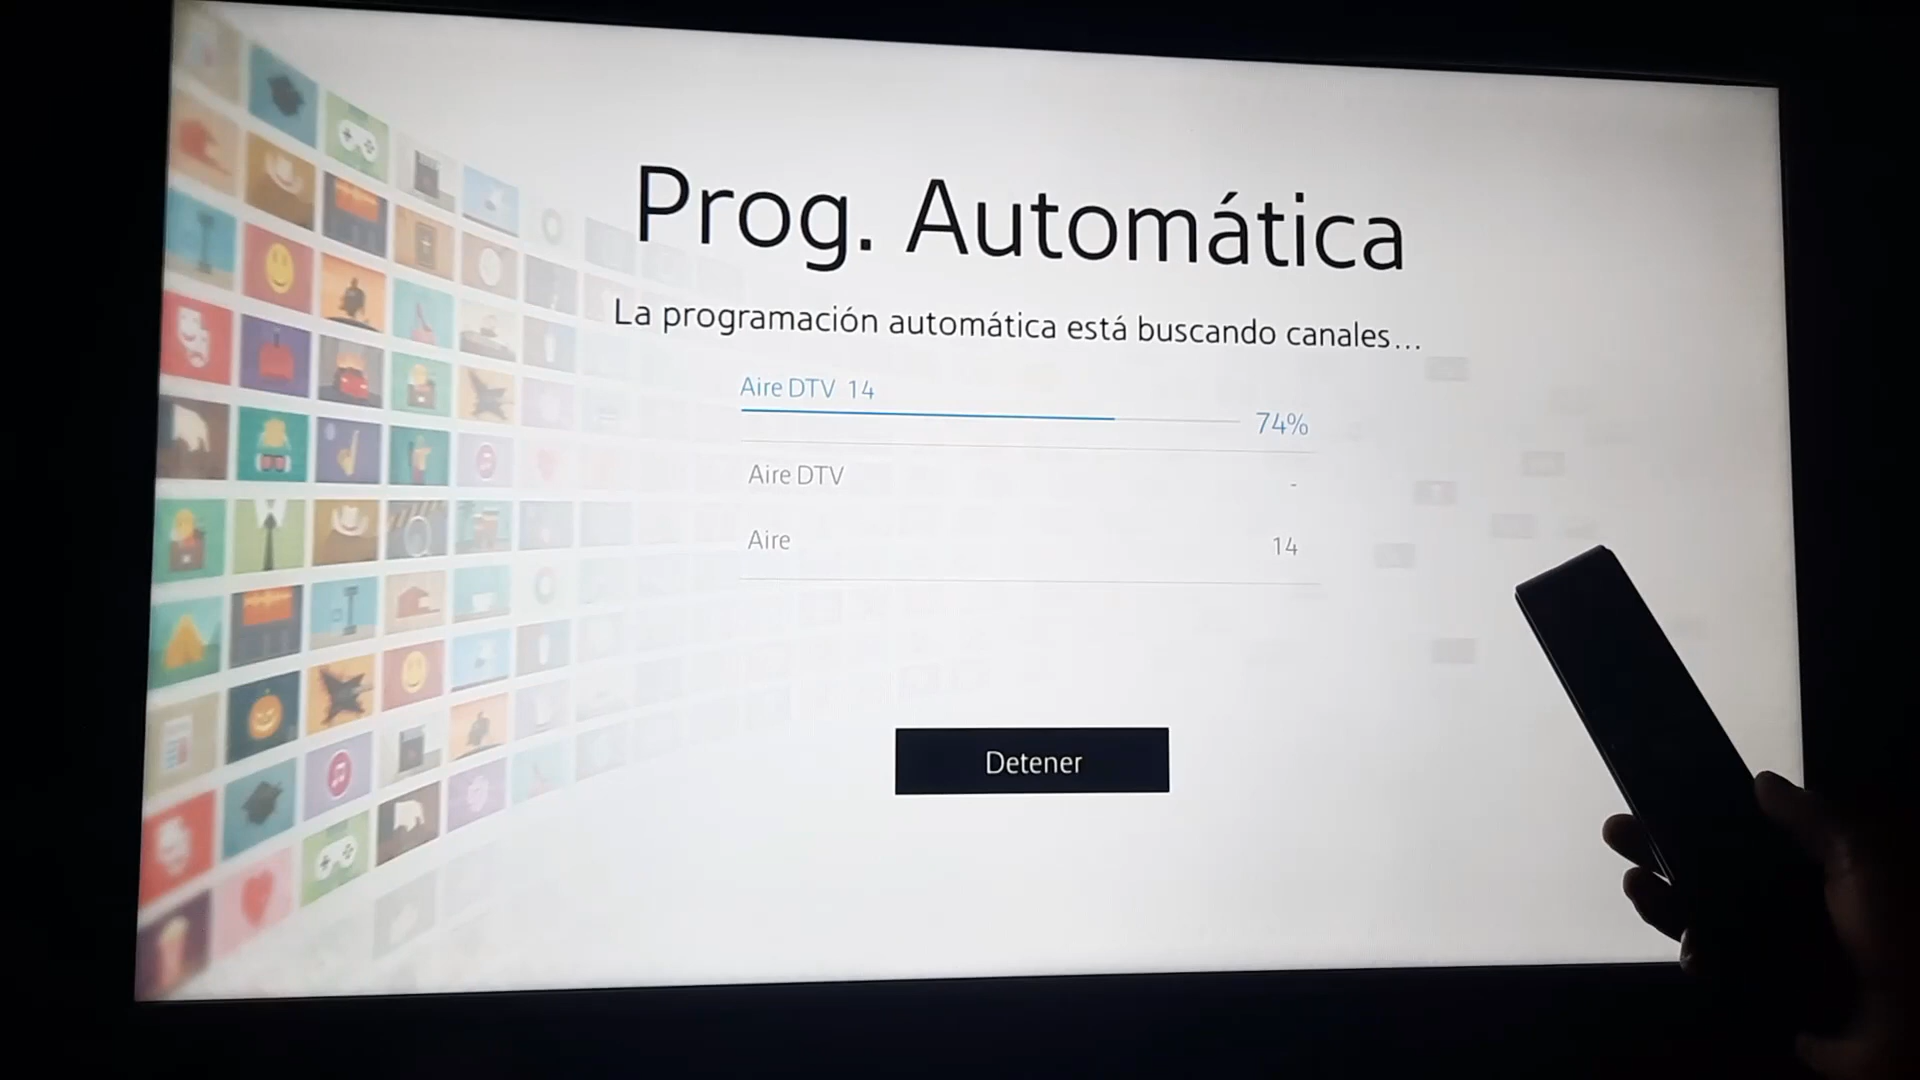 Prog. Automática
La programación automática está buscando canales...
Aire DTV 14
74%
Aire DTV -
Aire 14
Detener